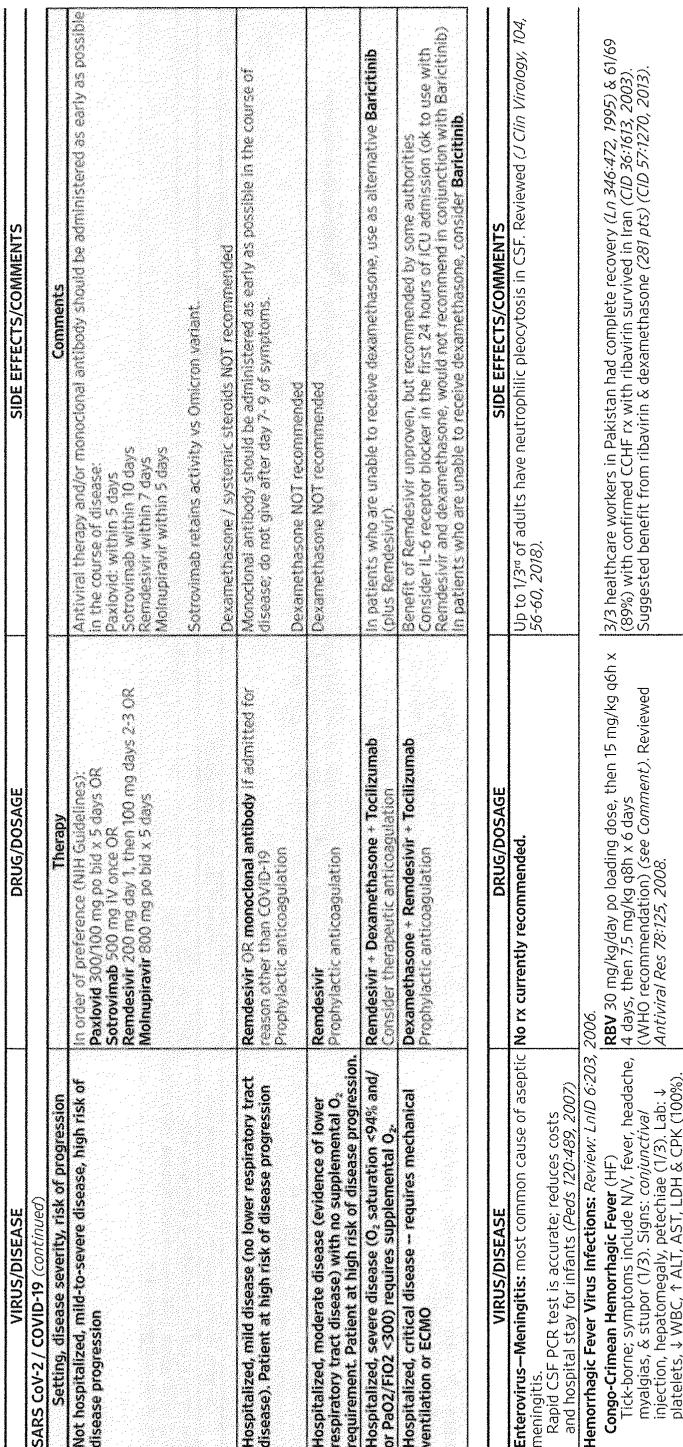 VIRUS/DISEASE
DRUG/DOSAGE
SIDE EFFECTS/COMMENTS
SARS CoV-2 / COVID-19 (continued)
Setting, disease severity, risk of progression
Therapy
Comments
Not hospitalized, mild-to-severe disease, high risk of
disease progression
In order of preference (NIH Guidelines):
Paxlovid 300/100 mg po bid x 5 days OR
Sotrovimab 500 mg IV once OR
Remdesivir 200 mg day 1, then 100 mg days 2-3 OR
Molnupiravir 800 mg po bid x 5 days
Antiviral therapy and/or monoclonal antibody should be administered as early as possible
in the course of disease:
Paxlovid: within 5 days
Sotrovimab within 10 days
Remdesivir within 7 days
Molnupiravir within 5 days
Sotrovimab retains activity vs Omicron variant.
Dexamethasone / systemic steroids NOT recommended
Hospitalized, mild disease (no lower respiratory tract
disease). Patient at high risk of disease progression
Remdesivir OR monoclonal antibody if admitted for
reason other than COVID-19
Prophylactic anticoagulation
Monoclonal antibody should be administered as early as possible in the course of
disease; do not give after day 7- 9 of symptoms.
Dexamethasone NOT recommended
Hospitalized, moderate disease (evidence of lower
respiratory tract disease) with no supplemental O₂
requirement. Patient at high risk of disease progression.
Remdesivir
Prophylactic anticoagulation
Dexamethasone NOT recommended
Hospitalized, severe disease (O₂ saturation <94% and/
or PaO2/FiO2 <300) requires supplemental O₂.
Remdesivir + Dexamethasone + Tocilizumab
Consider therapeutic anticoagulation
In patients who are unable to receive dexamethasone, use as alternative Baricitinib
(plus Remdesivir).
Hospitalized, critical disease -- requires mechanical
ventilation or ECMO
Dexamethasone + Remdesivir + Tocilizumab
Prophylactic anticoagulation
Benefit of Remdesivir unproven, but recommended by some authorities
Consider IL-6 receptor blocker in the first 24 hours of ICU admission (ok to use with
Remdesivir and dexamethasone, would not recommend in conjunction with Baricitinib)
In patients who are unable to receive dexamethasone, consider Baricitinib.
VIRUS/DISEASE
DRUG/DOSAGE
SIDE EFFECTS/COMMENTS
Enterovirus—Meningitis: most common cause of aseptic
meningitis.
Rapid CSF PCR test is accurate; reduces costs
and hospital stay for infants (Peds 120:489, 2007)
No rx currently recommended.
Up to 1/3ʳᵈ of adults have neutrophilic pleocytosis in CSF. Reviewed (J Clin Virology, 104,
56-60, 2018).
Hemorrhagic Fever Virus Infections: Review: LnID 6:203, 2006.
Congo-Crimean Hemorrhagic Fever (HF)
Tick-borne; symptoms include N/V, fever, headache,
myalgias, & stupor (1/3). Signs: conjunctival
injection, hepatomegaly, petechiae (1/3). Lab: ↓
platelets, ↓ WBC, ↑ ALT, AST, LDH & CPK (100%).
RBV 30 mg/kg/day po loading dose, then 15 mg/kg q6h x
4 days, then 7.5 mg/kg q8h x 6 days
(WHO recommendation) (see Comment). Reviewed
Antiviral Res 78:125, 2008.
3/3 healthcare workers in Pakistan had complete recovery (Ln 346:472, 1995) & 61/69
(89%) with confirmed CCHF rx with ribavirin survived in Iran (CID 36:1613, 2003).
Suggested benefit from ribavirin & dexamethasone (281 pts) (CID 57:1270, 2013).